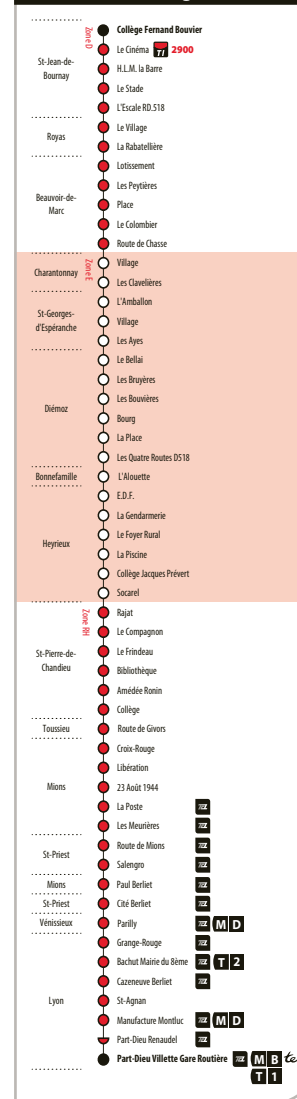 Zone D
Collège Fernand Bouvier
Le Cinéma TI 2900
St-Jean-de-
Bournay
H.L.M. la Barre
Le Stade
L'Escale RD.518
Royas
Le Village
La Rabatellière
Lotissement
Les Peytières
Beauvoir-de-
Marc
Place
Le Colombier
Route de Chasse
Zone E
Charantonnay
Village
Les Clavelières
L'Amballon
St-Georges-
d'Espéranche
Village
Les Ayes
Le Bellai
Les Bruyères
Diémoz
Les Bouvières
Bourg
La Place
Les Quatre Routes D518
Bonnefamille
L'Alouette
E.D.F.
La Gendarmerie
Heyrieux
Le Foyer Rural
La Piscine
Collège Jacques Prévert
Socarel
Zone RH
Rajat
Le Compagnon
St-Pierre-de-
Chandieu
Le Frindeau
Bibliothèque
Amédée Ronin
Collège
Toussieu
Route de Givors
Croix-Rouge
Libération
Mions
23 Août 1944
La Poste
Les Meurières
St-Priest
Route de Mions
Salengro
Mions
Paul Berliet
St-Priest
Cité Berliet
Vénissieux
Parilly M D
Grange-Rouge
Bachut Mairie du 8ème T 2
Cazeneuve Berliet
Lyon
St-Agnan
Manufacture Montluc M D
Part-Dieu Renaudel
Part-Dieu Villette Gare Routière M B
T 1